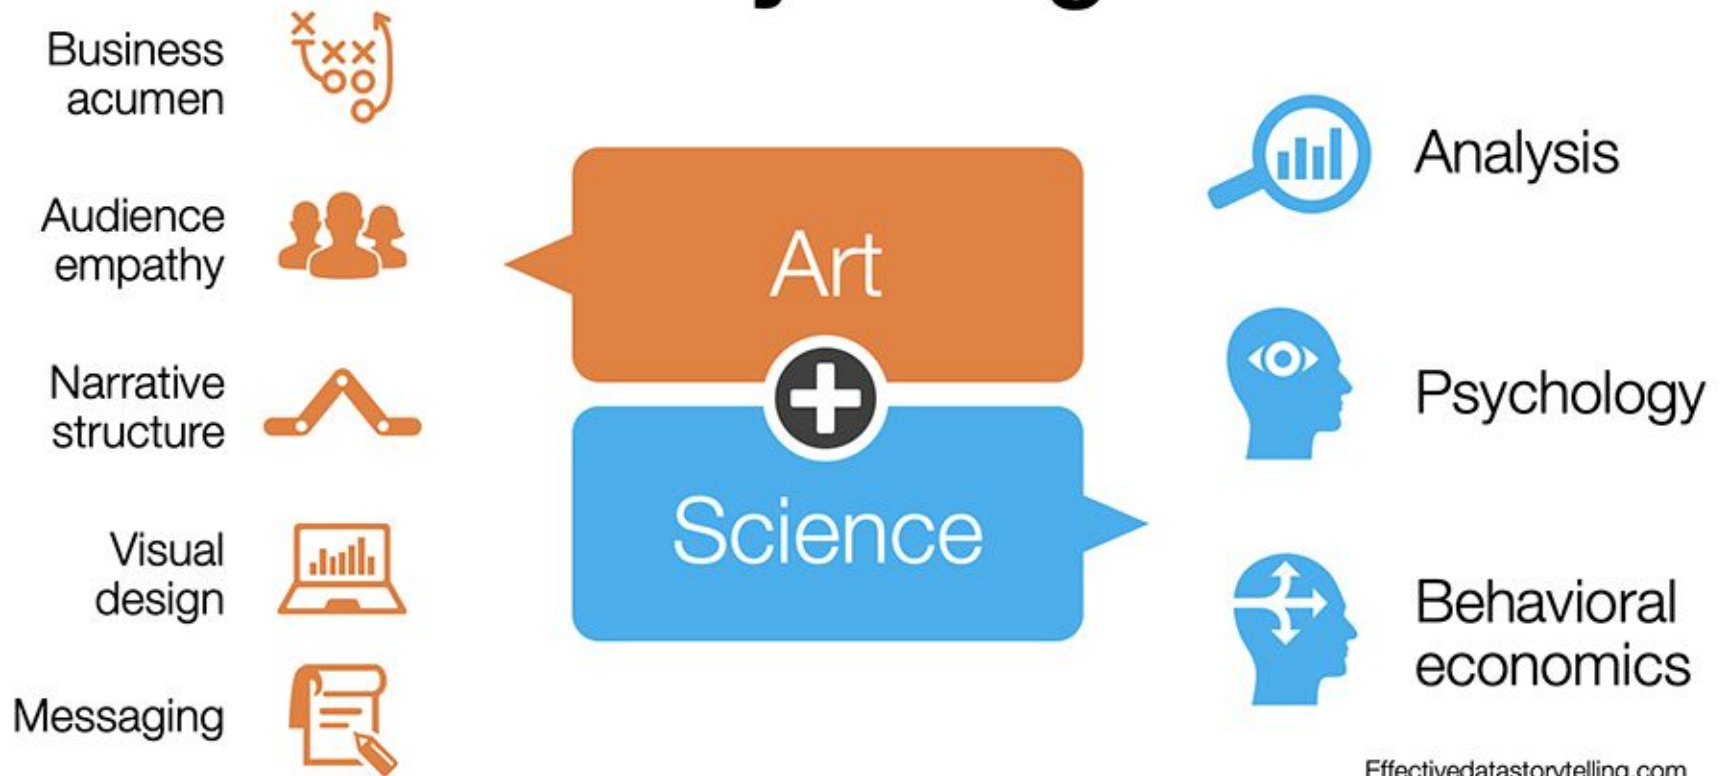 Business
acumen
Audience
empathy
Narrative
structure
Visual
design
Messaging
Art
Science
Analysis
Psychology
Behavioral
economics
Effectivedatastorytelling.com